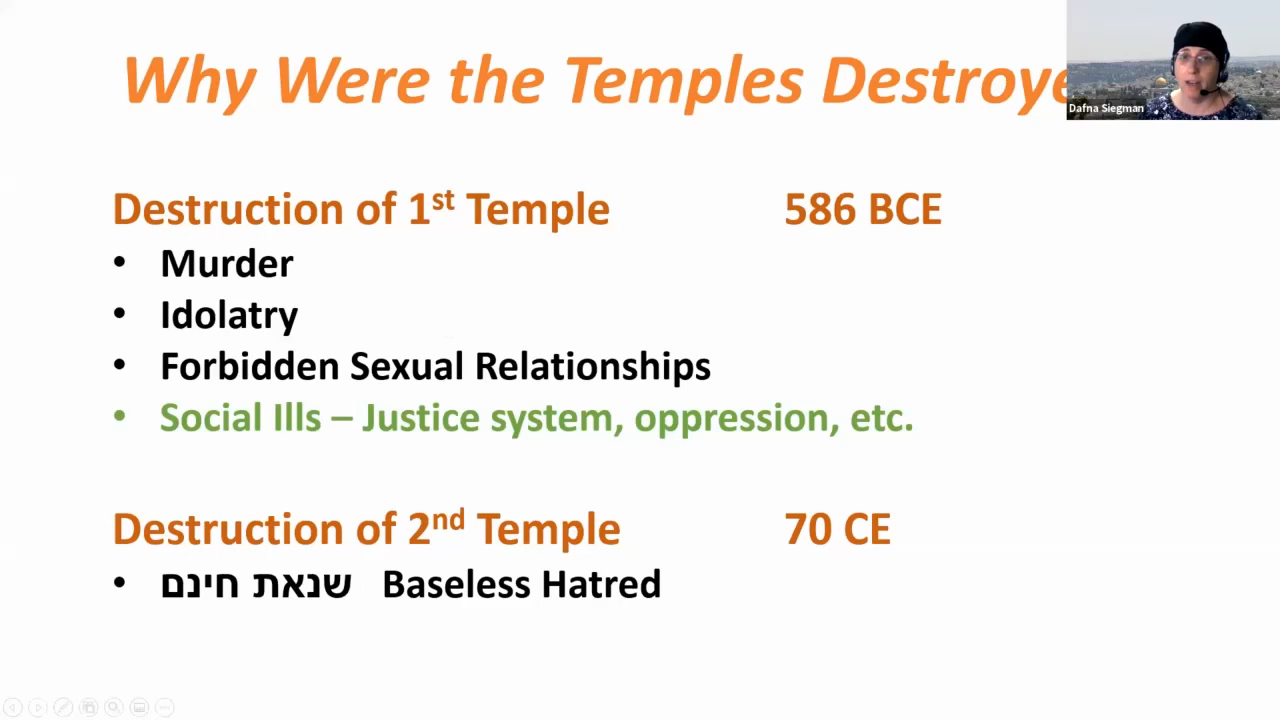 Why Were the Temples Destroye
Dafna Siegman
Destruction of 1st Temple 586 BCE
• Murder
• Idolatry
• Forbidden Sexual Relationships
• Social Ills – Justice system, oppression, etc.
Destruction of 2nd Temple 70 CE
• שנאת חינם Baseless Hatred